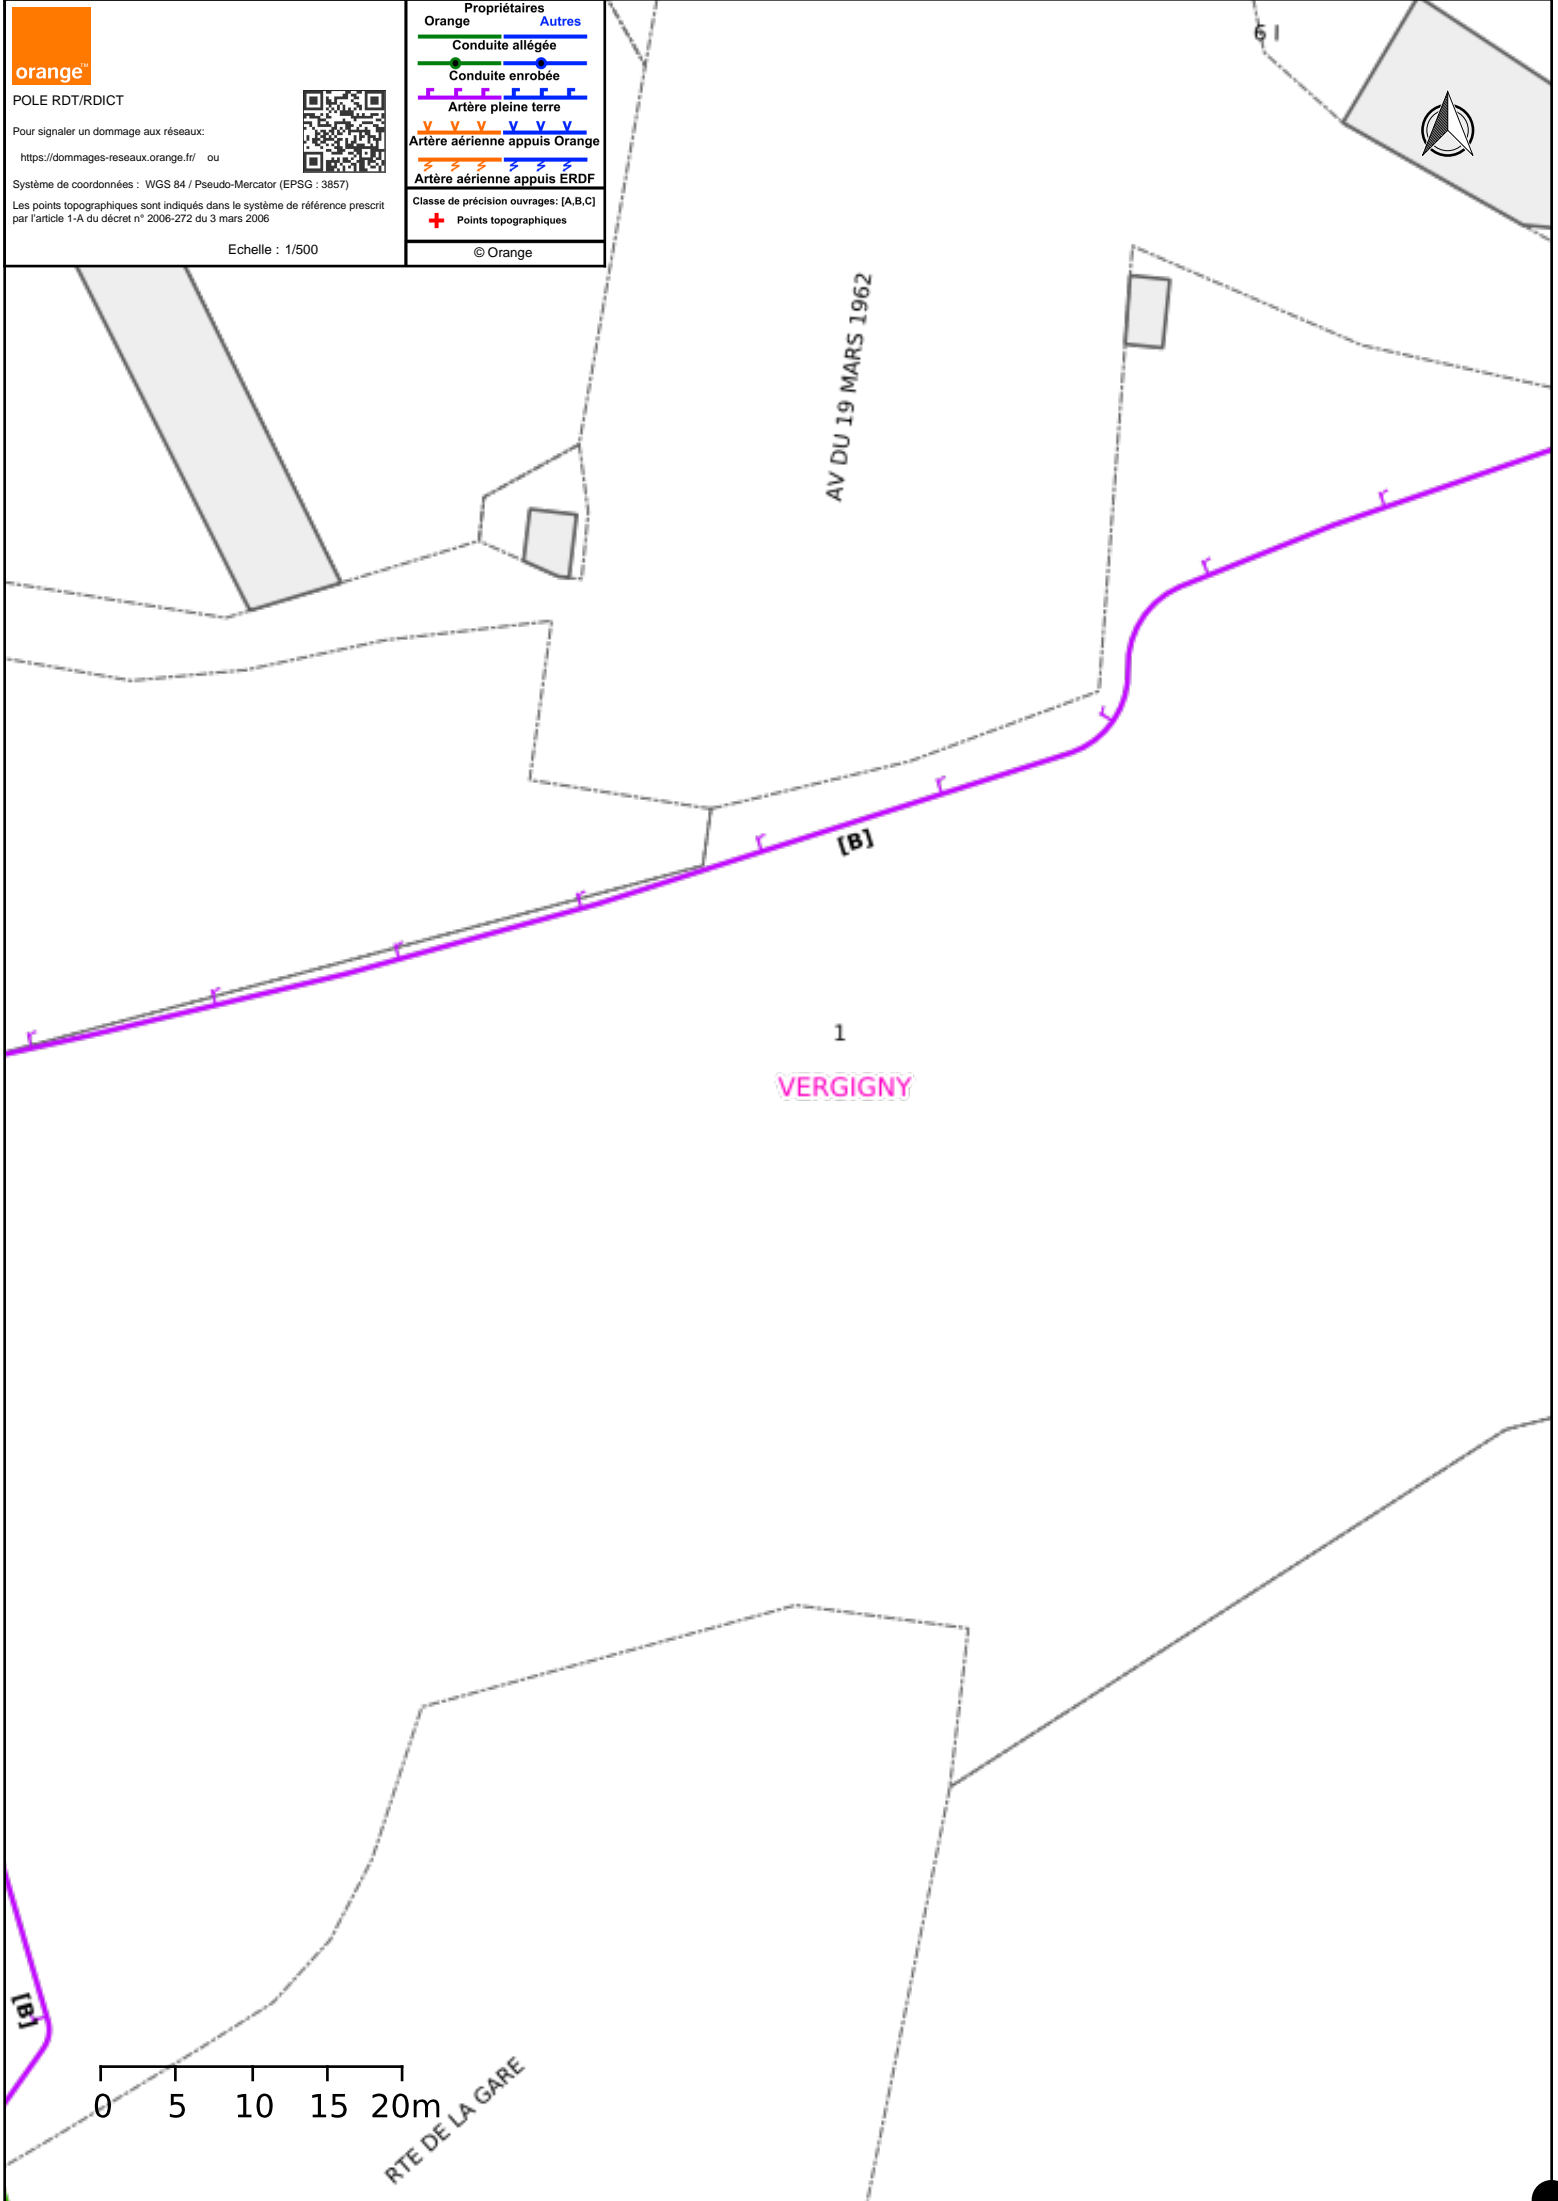 orange™
POLE RDT/RDICT
Pour signaler un dommage aux réseaux:
https://dommages-reseaux.orange.fr/ ou
Système de coordonnées : WGS 84 / Pseudo-Mercator (EPSG : 3857)
Les points topographiques sont indiqués dans le système de référence prescrit
par l'article 1-A du décret n° 2006-272 du 3 mars 2006
Echelle : 1/500
Propriétaires
Orange Autres
Conduite allégée
Conduite enrobée
Artère pleine terre
Artère aérienne appuis Orange
Artère aérienne appuis ERDF
Classe de précision ouvrages: [A,B,C]
Points topographiques
© Orange
AV DU 19 MARS 1962
r
r
r
r
r
[B]
r
r
r
r
1
VERGIGNY
[B]
0 5 10 15 20m
RTE DE LA GARE